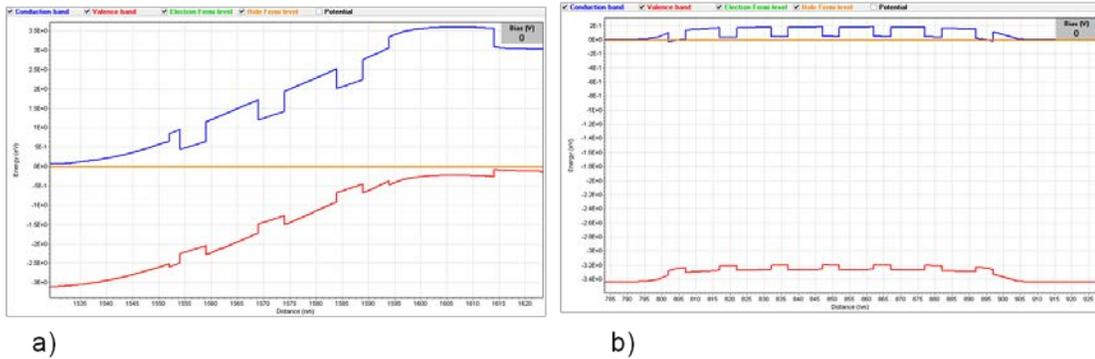 Conduction band Valence band Electron Fermi level Hole Fermi level Potential
Bias (V)
0
3.5E+0
3E+0
2.5E+0
2E+0
1.5E+0
1E+0
5E-1
0E+0
-5E-1
-1E+0
-1.5E+0
-2E+0
-2.5E+0
-3E+0
Energy (eV)
1535 1540 1545 1550 1555 1560 1565 1570 1575 1580 1585 1590 1595 1600 1605 1610 1615 1620
Distance (nm)
a)
Conduction band Valence band Electron Fermi level Hole Fermi level Potential
Bias (V)
0
2E-1
0E+0
-2E-1
-4E-1
-6E-1
-8E-1
-1E+0
-1.2E+0
-1.4E+0
-1.6E+0
-1.8E+0
-2E+0
-2.2E+0
-2.4E+0
-2.6E+0
-2.8E+0
-3E+0
-3.2E+0
-3.4E+0
Energy (eV)
785 790 795 800 805 810 815 820 825 830 835 840 845 850 855 860 865 870 875 880 885 890 895 900 905 910 915 920 925
Distance (nm)
b)